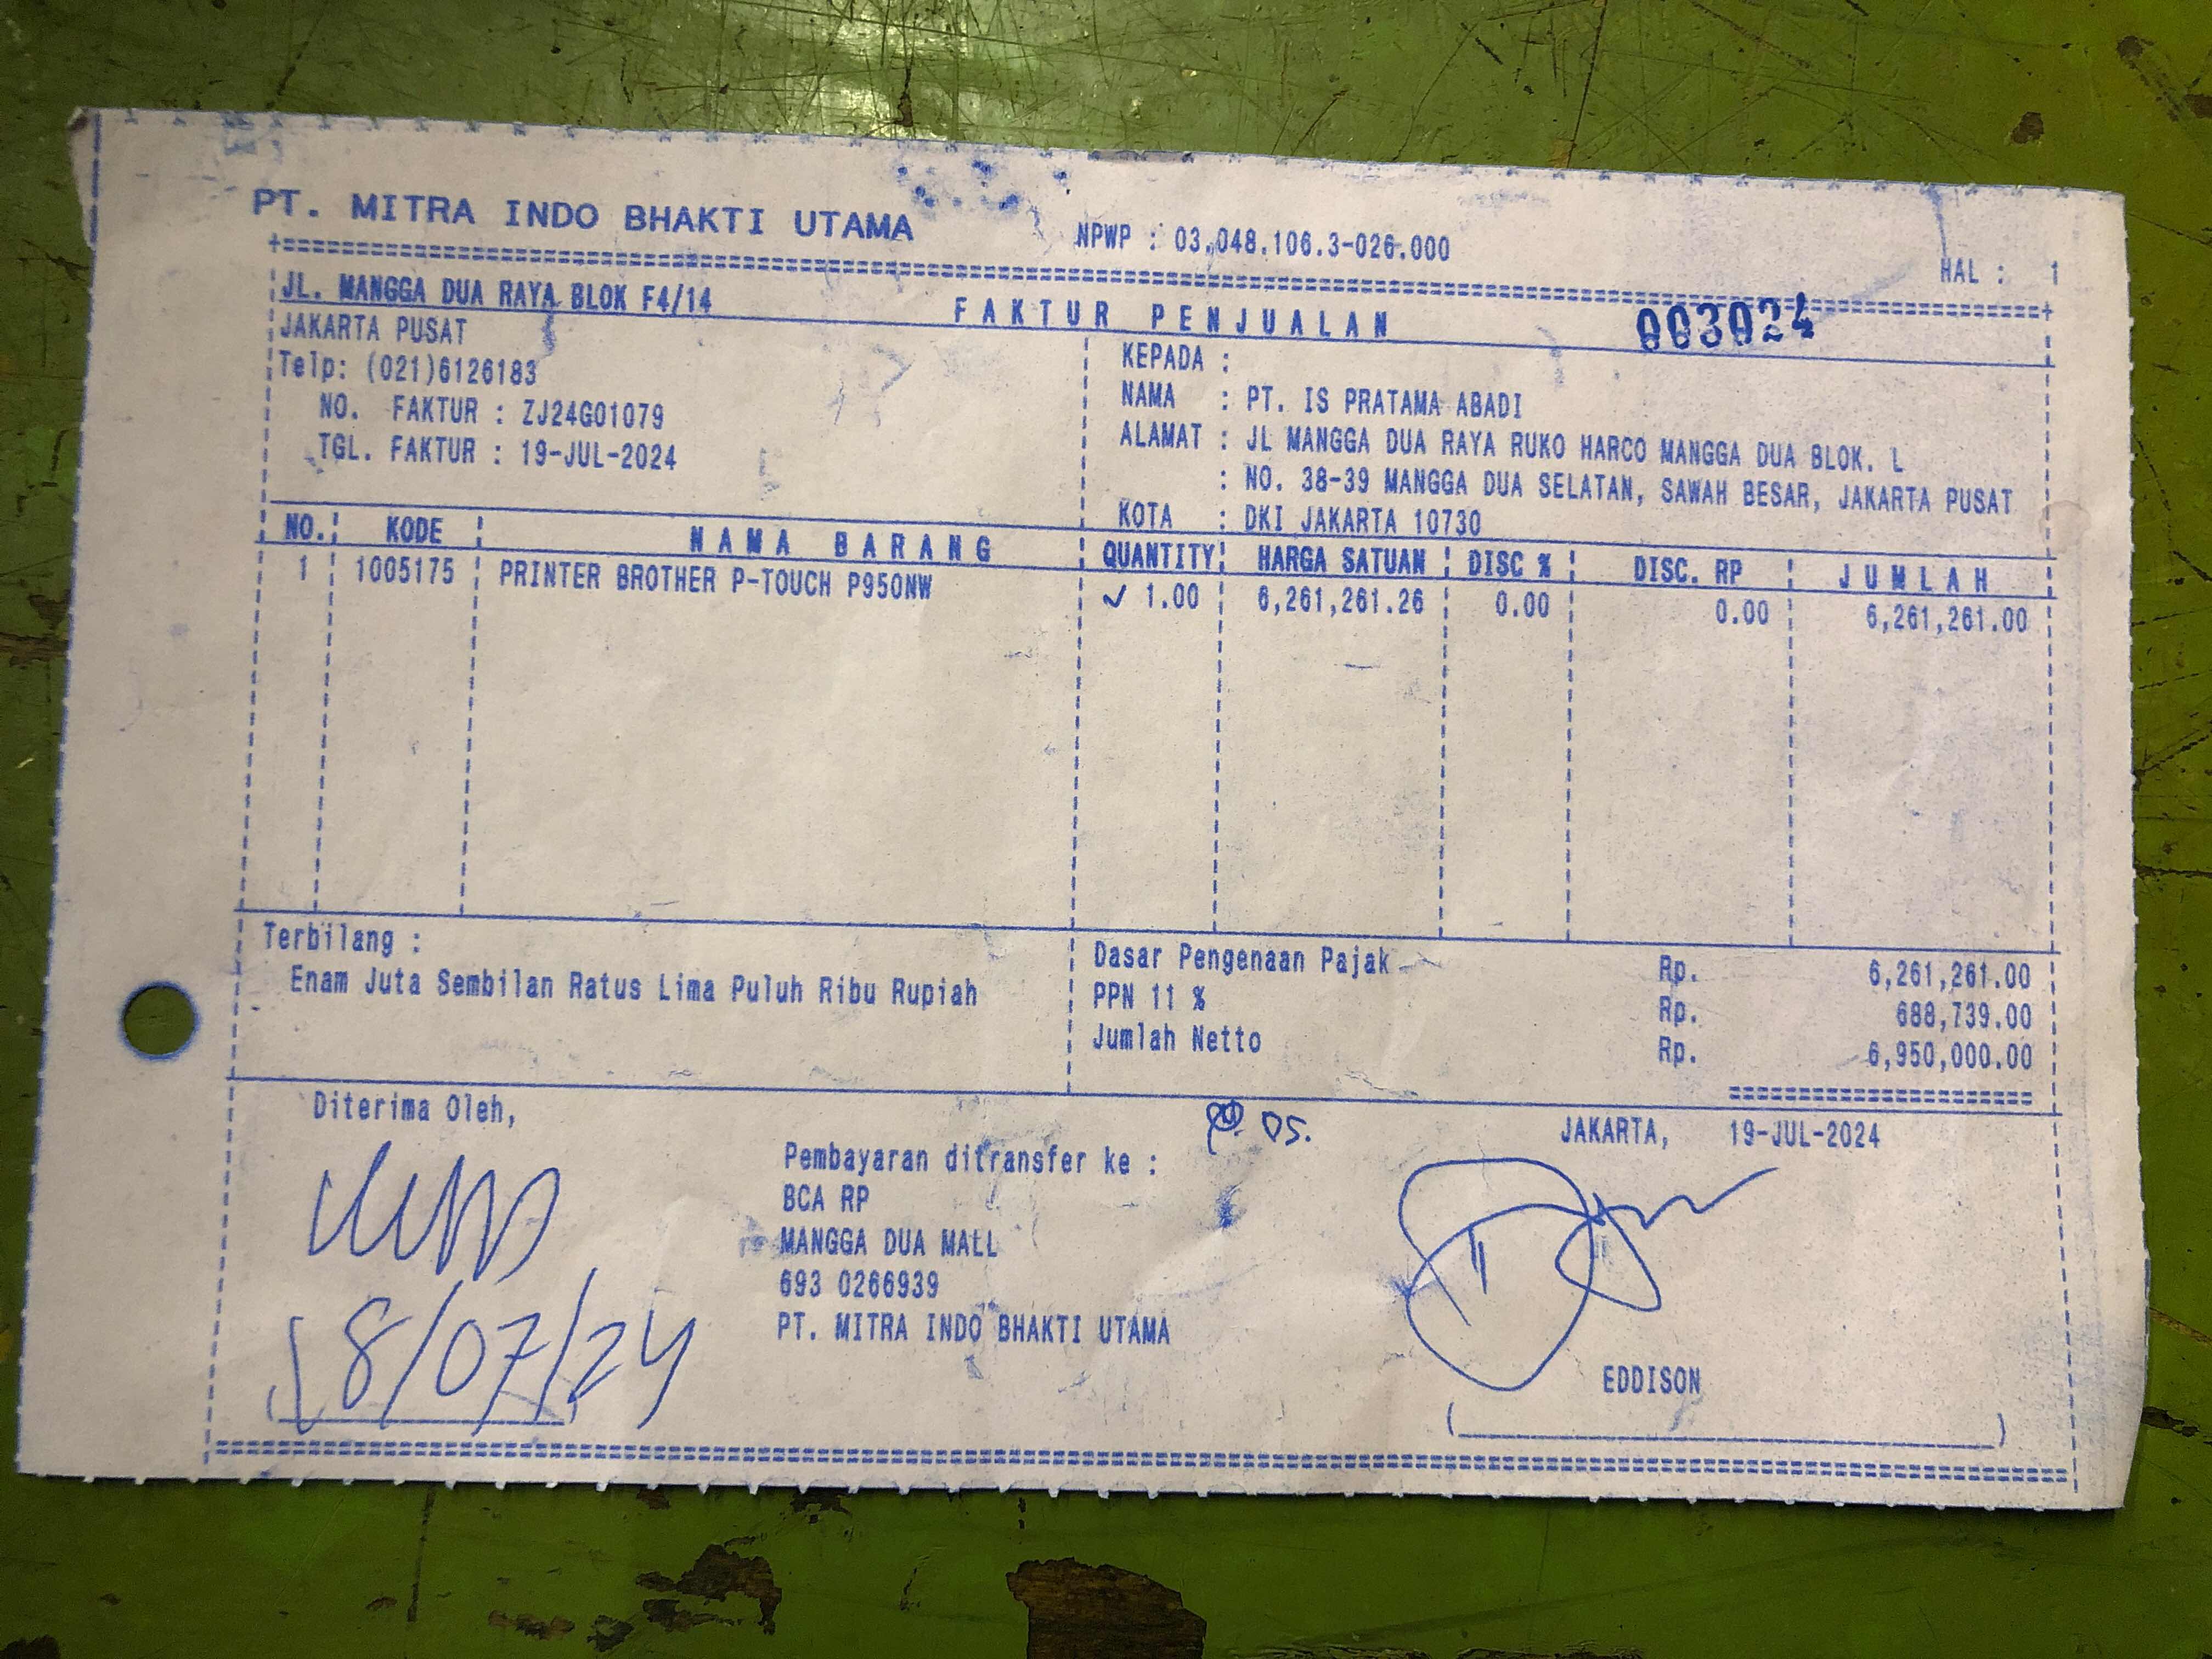 PT. MITRA INDO BHAKTI UTAMA NPWP : 03.048.106.3-026.000 HAL : 1
JL. MANGGA DUA RAYA BLOK F4/14 FAKTUR PENJUALAN 003024
JAKARTA PUSAT
Telp: (021)6126183
NO. FAKTUR : ZJ24G01079
TGL. FAKTUR : 19-JUL-2024
KEPADA :
NAMA : PT. IS PRATAMA ABADI
ALAMAT : JL MANGGA DUA RAYA RUKO HARCO MANGGA DUA BLOK. L
: NO. 38-39 MANGGA DUA SELATAN, SAWAH BESAR, JAKARTA PUSAT
KOTA : DKI JAKARTA 10730
NO. KODE NAMA BARANG QUANTITY HARGA SATUAN DISC % DISC. RP JUMLAH
1 1005175 PRINTER BROTHER P-TOUCH P950NW ✓ 1.00 6,261,261.26 0.00 0.00 6,261,261.00
Terbilang :
Enam Juta Sembilan Ratus Lima Puluh Ribu Rupiah
Dasar Pengenaan Pajak Rp. 6,261,261.00
PPN 11 % Rp. 688,739.00
Jumlah Netto Rp. 6,950,000.00
Diterima Oleh,
18/07/24
Pembayaran ditransfer ke :
BCA RP
MANGGA DUA MALL
693 0266939
PT. MITRA INDO BHAKTI UTAMA
JAKARTA, 19-JUL-2024
EDDISON